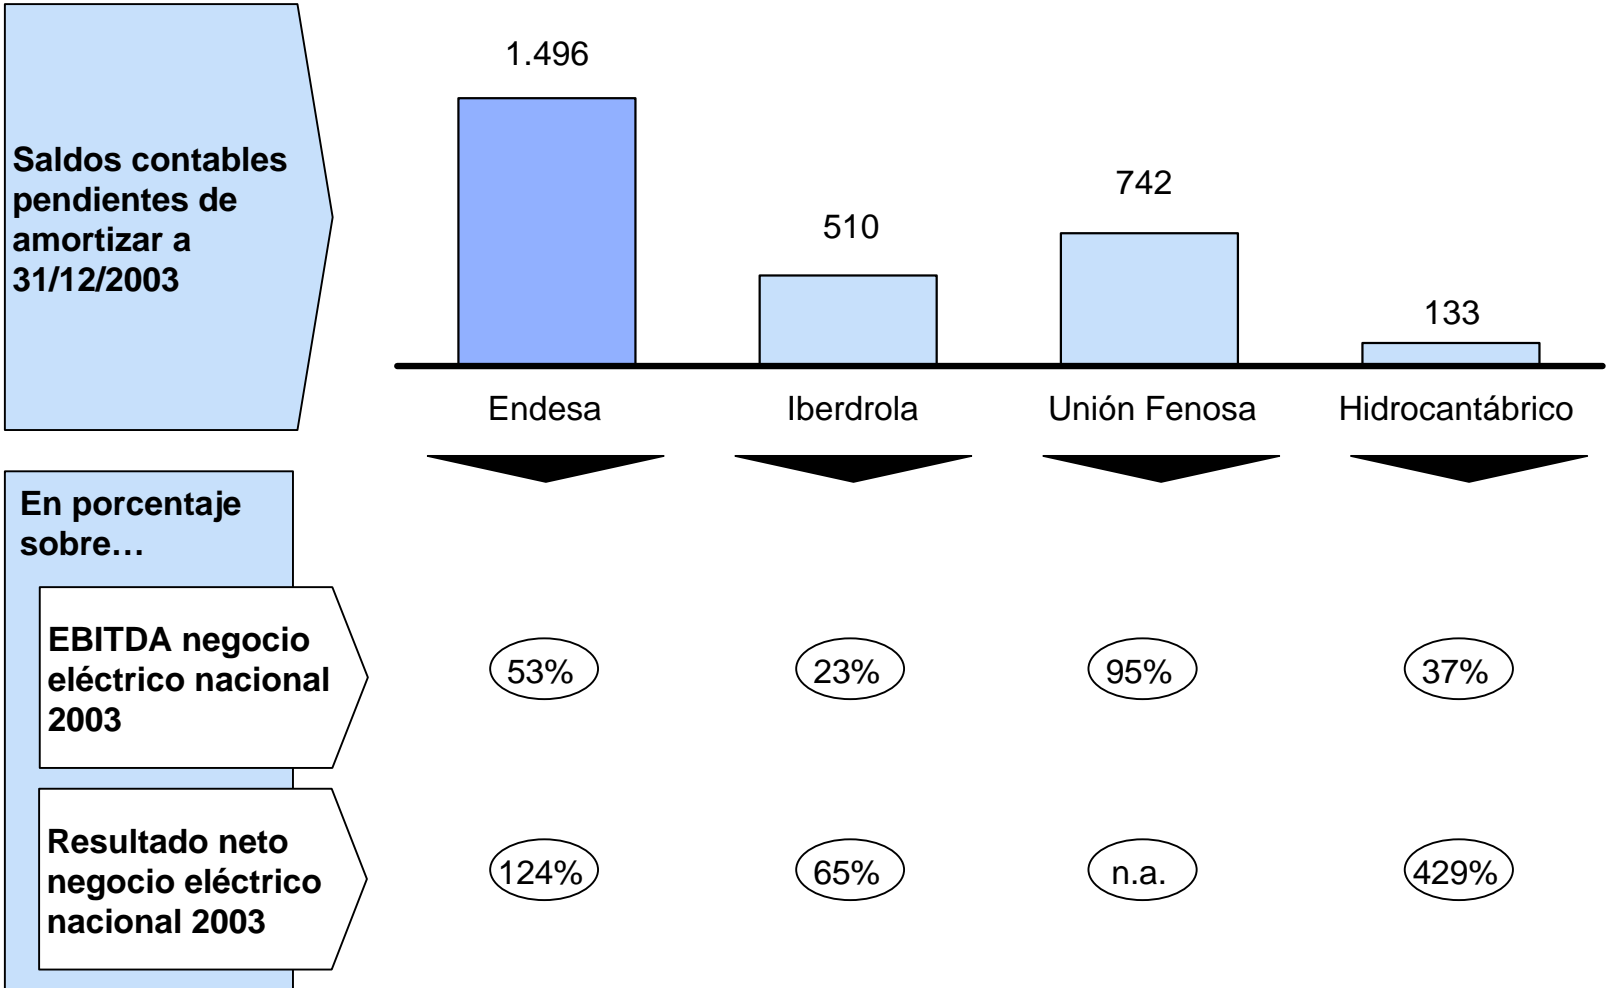 Saldos contables
pendientes de
amortizar a
31/12/2003
1.496
510
742
133
Endesa
Iberdrola
Unión Fenosa
Hidrocantábrico
En porcentaje
sobre…
EBITDA negocio
eléctrico nacional
2003
53%
23%
95%
37%
Resultado neto
negocio eléctrico
nacional 2003
124%
65%
n.a.
429%